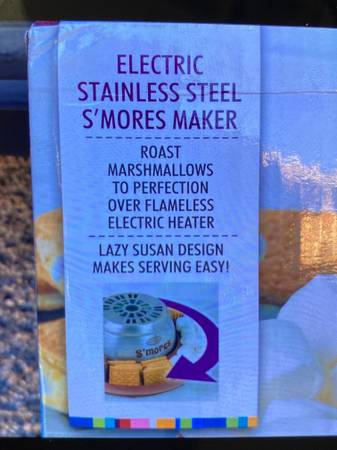 ELECTRIC
STAINLESS STEEL
S'MORES MAKER
ROAST
MARSHMALLOWS
TO PERFECTION
OVER FLAMELESS
ELECTRIC HEATER
LAZY SUSAN DESIGN
MAKES SERVING EASY!
S'mores